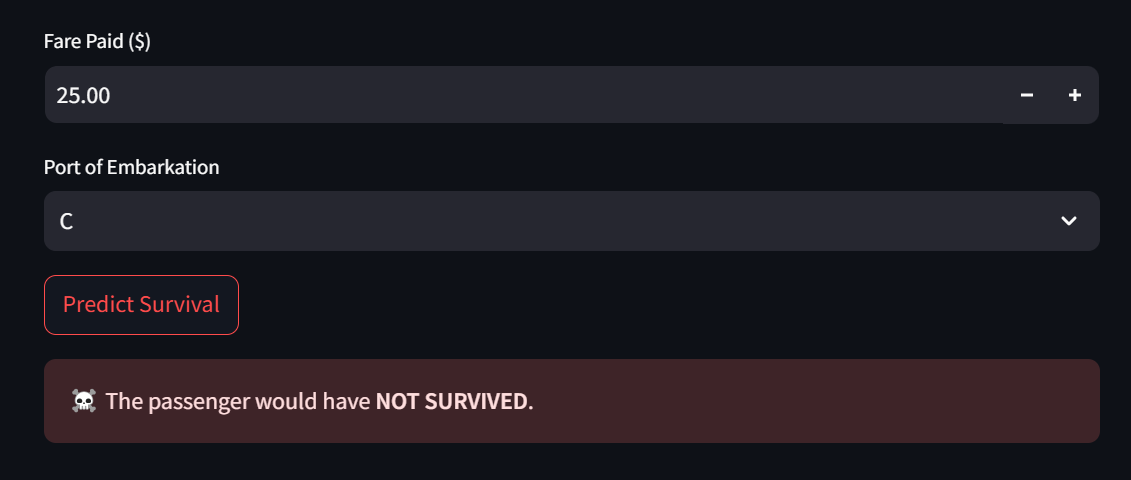 Fare Paid ($)
25.00
Port of Embarkation
C
Predict Survival
☠️ The passenger would have NOT SURVIVED.